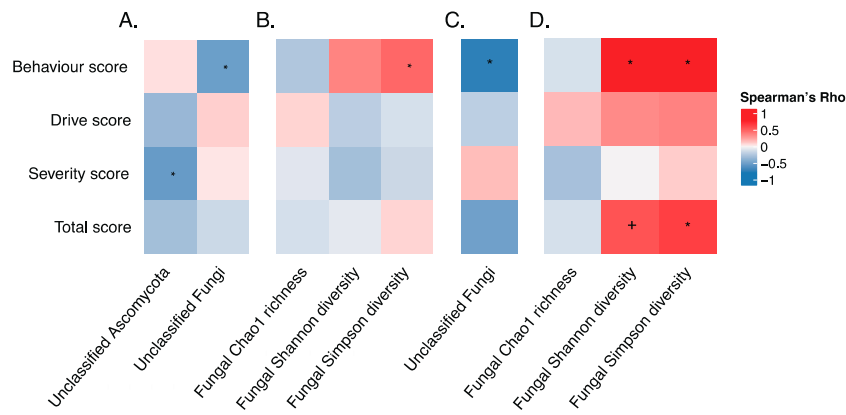 A.
B.
C.
D.
Behaviour score
Drive score
Severity score
Total score
*
*
*
*
*
*
+
*
Unclassified Ascomycota
Unclassified Fungi
Fungal Chao1 richness
Fungal Shannon diversity
Fungal Simpson diversity
Unclassified Fungi
Fungal Chao1 richness
Fungal Shannon diversity
Fungal Simpson diversity
Spearman's Rho
1
0.5
0
−0.5
−1